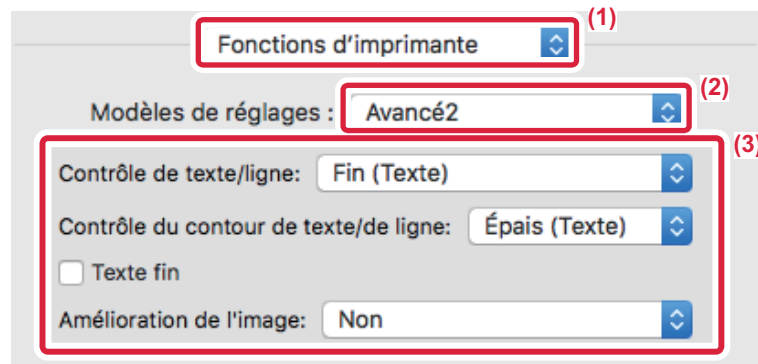 (1)
Fonctions d’imprimante
(2)
Modèles de réglages : Avancé2
(3)
Contrôle de texte/ligne: Fin (Texte)
Contrôle du contour de texte/de ligne: Épais (Texte)
Texte fin
Amélioration de l'image: Non